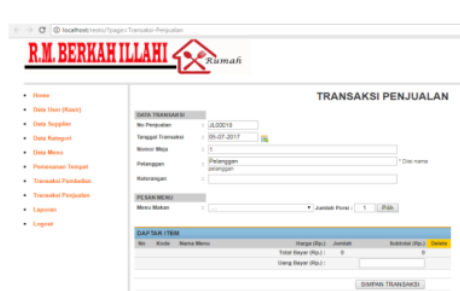 localhost/resto/?page=Transaksi-Penjualan
R.M. BERKAH ILLAHI Rumah
TRANSAKSI PENJUALAN
Home
Data User (Kasir)
Data Supplier
Data Kategori
Data Menu
Pemesanan Tempat
Transaksi Pembelian
Transaksi Penjualan
Laporan
Logout
DATA TRANSAKSI
No Penjualan : JL00010
Tanggal Transaksi : 05-07-2017
Nomor Meja : 1
Pelanggan : Pelanggan * Diisi nama
pelanggan
Keterangan :
PESAN MENU
Menu Makan : Jumlah Porsi : 1 Pilih
DAFTAR ITEM
No Kode Nama Menu Harga (Rp.) Jumlah Subtotal (Rp.) Delete
Total Bayar (Rp.) : 0 0
Uang Bayar (Rp.) :
SIMPAN TRANSAKSI